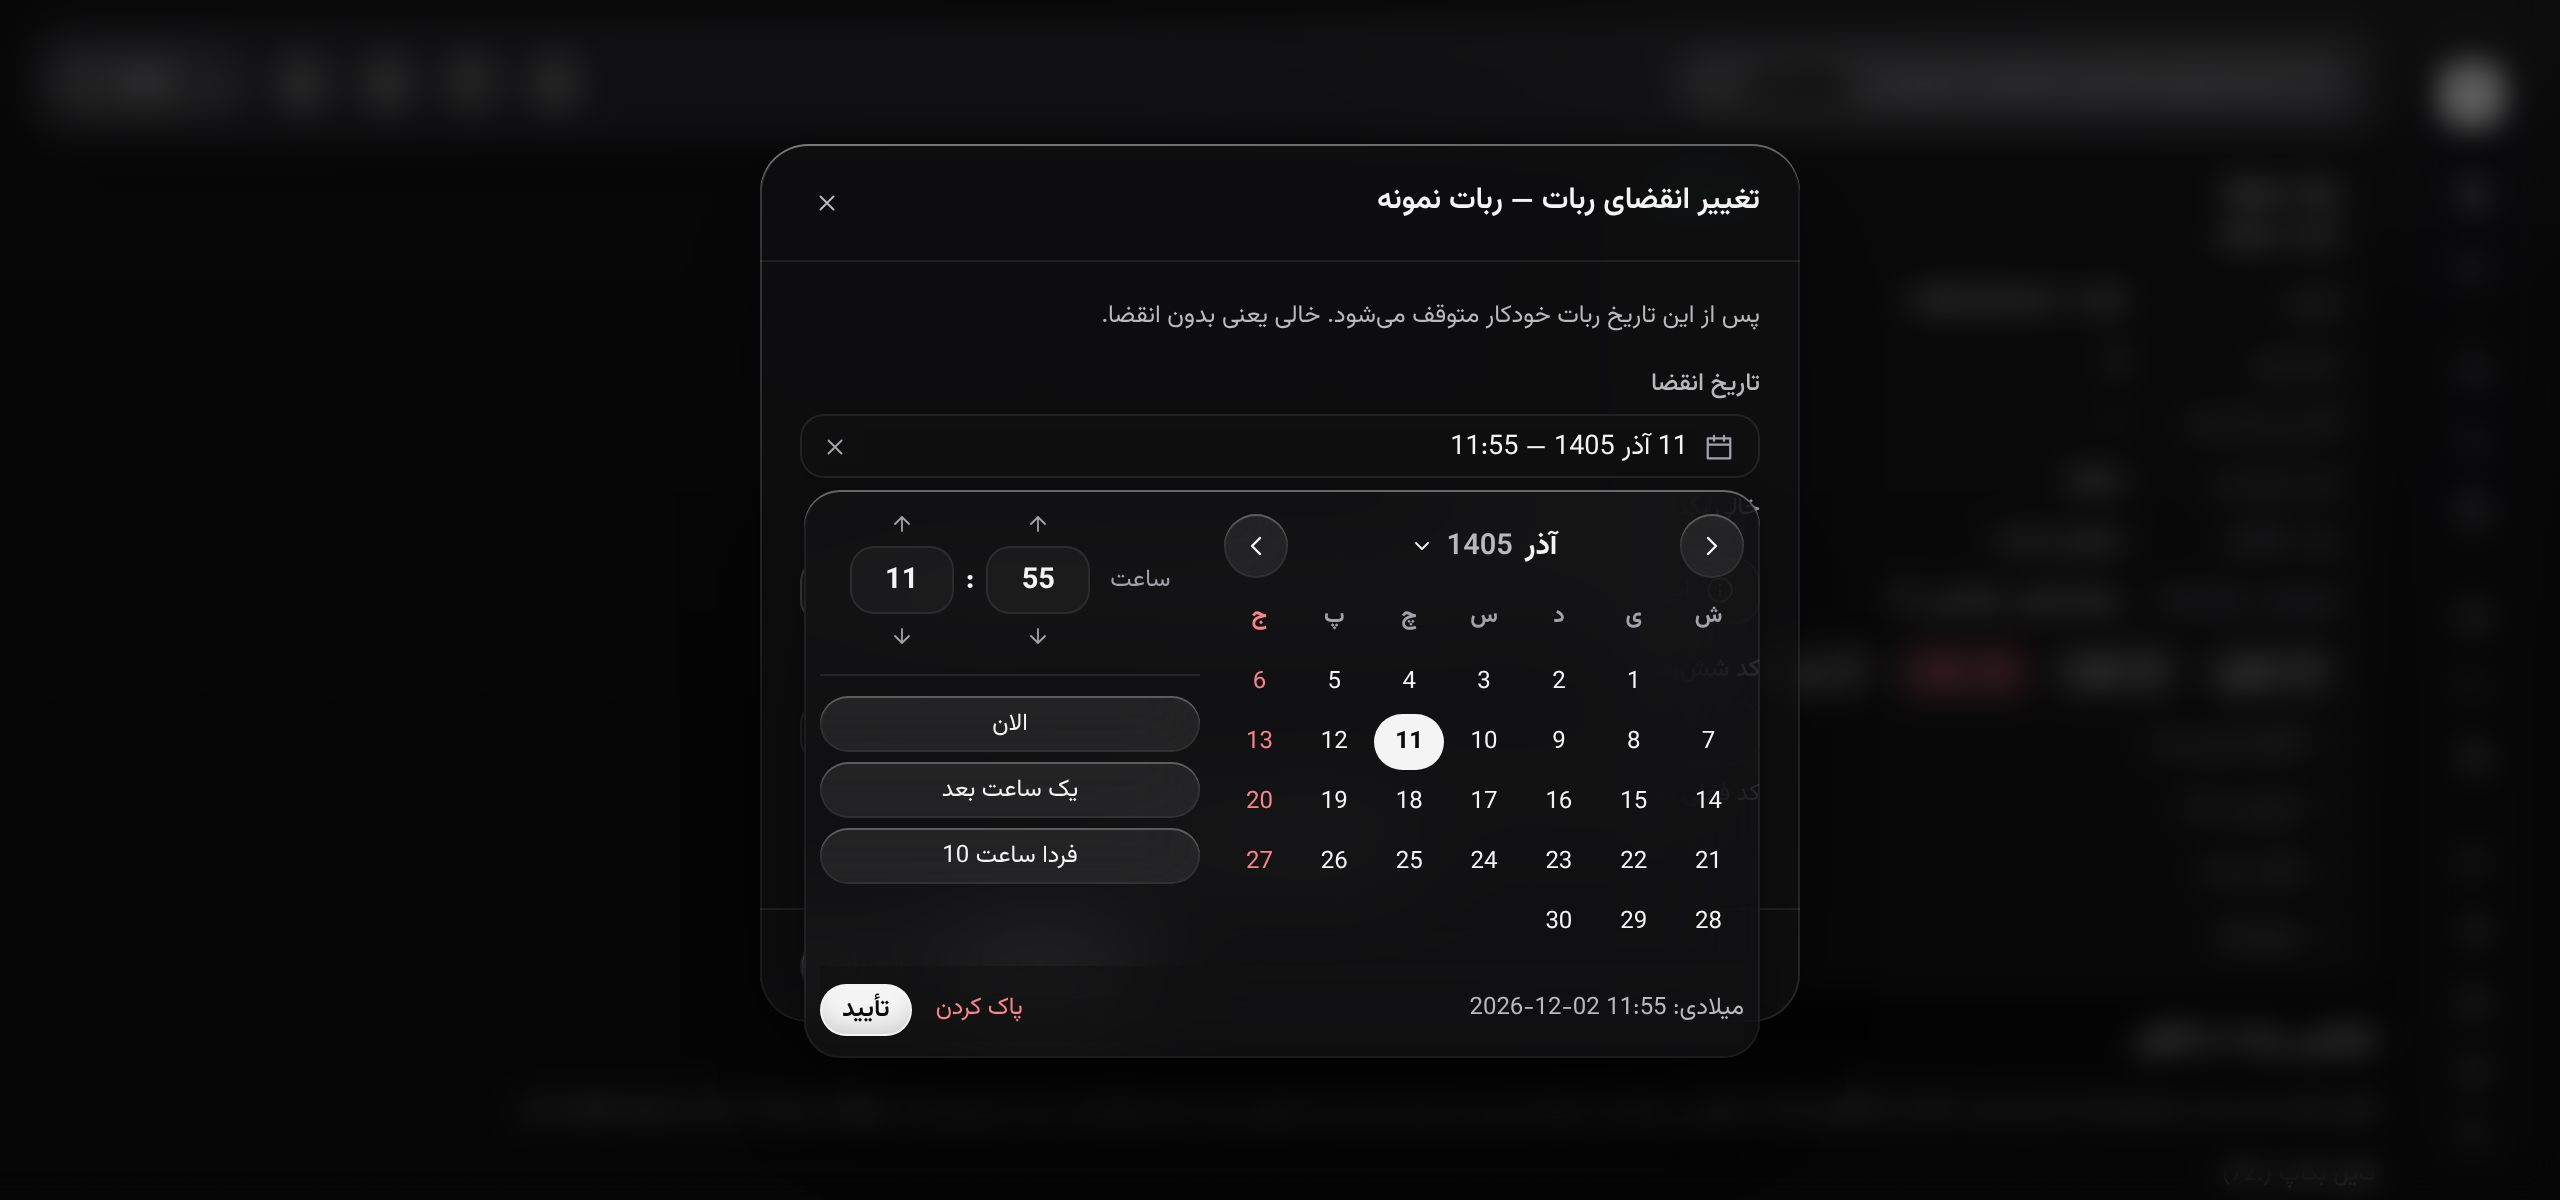 تغییر انقضای ربات — ربات نمونه
پس از این تاریخ ربات خودکار متوقف می‌شود. خالی یعنی بدون انقضا.
تاریخ انقضا
11 آذر 1405 — 11:55
آذر 1405
ش ی د س چ پ ج
1 2 3 4 5 6
7 8 9 10 11 12 13
14 15 16 17 18 19 20
21 22 23 24 25 26 27
28 29 30
ساعت 11 : 55
الان
یک ساعت بعد
فردا ساعت 10
میلادی: 2026-12-02 11:55
پاک کردن
تأیید